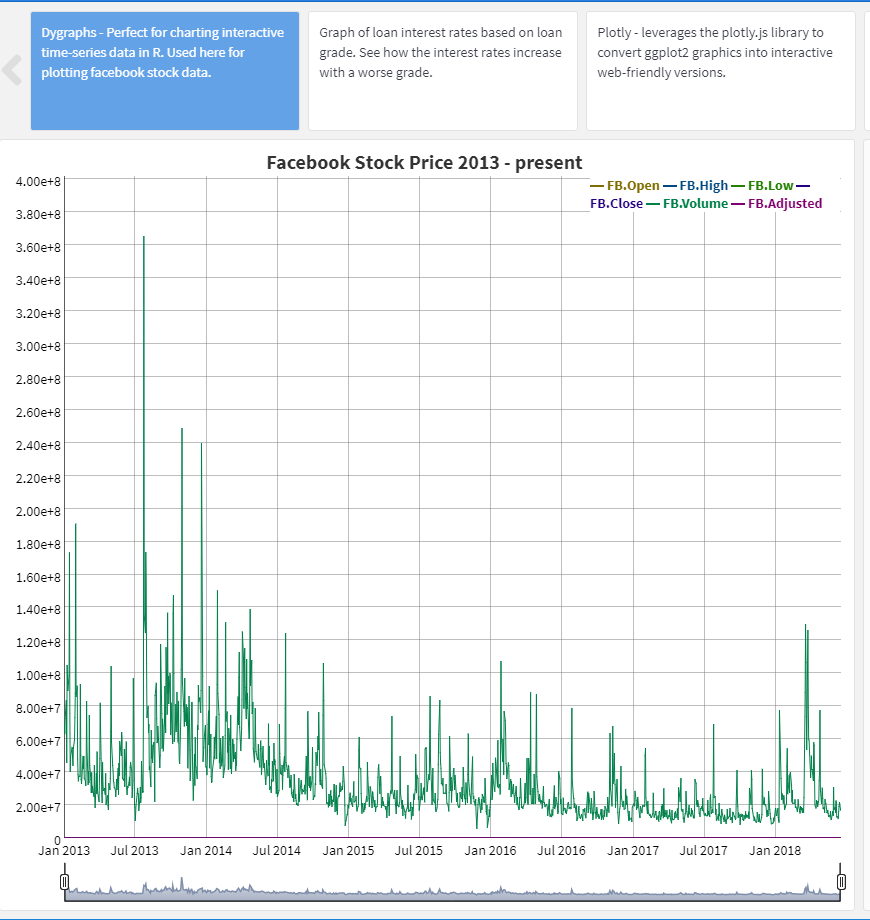 Dygraphs - Perfect for charting interactive
time-series data in R. Used here for
plotting facebook stock data.
Graph of loan interest rates based on loan
grade. See how the interest rates increase
with a worse grade.
Plotly - leverages the plotly.js library to
convert ggplot2 graphics into interactive
web-friendly versions.
Facebook Stock Price 2013 - present
FB.Open FB.High FB.Low
FB.Close FB.Volume FB.Adjusted
4.00e+8
3.80e+8
3.60e+8
3.40e+8
3.20e+8
3.00e+8
2.80e+8
2.60e+8
2.40e+8
2.20e+8
2.00e+8
1.80e+8
1.60e+8
1.40e+8
1.20e+8
1.00e+8
8.00e+7
6.00e+7
4.00e+7
2.00e+7
0
Jan 2013 Jul 2013 Jan 2014 Jul 2014 Jan 2015 Jul 2015 Jan 2016 Jul 2016 Jan 2017 Jul 2017 Jan 2018